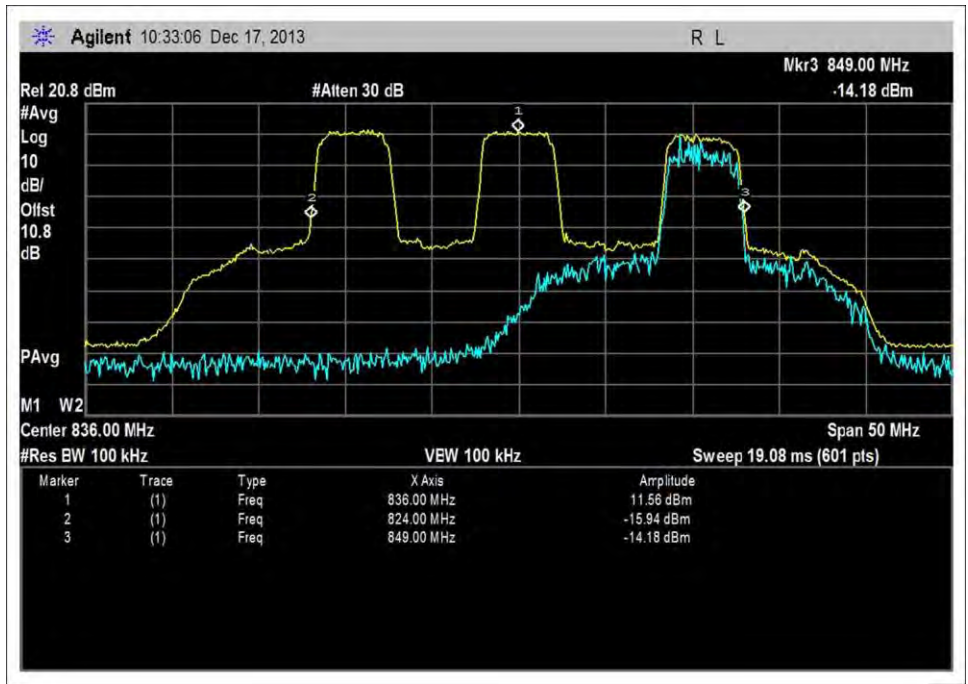 Agilent 10:33:06 Dec 17, 2013 R L
Mkr3 849.00 MHz
Ref 20.8 dBm #Atten 30 dB -14.18 dBm
#Avg
Log
10
dB/
Offst
10.8
dB
1
2
3
PAvg
M1 W2
Center 836.00 MHz Span 50 MHz
#Res BW 100 kHz VBW 100 kHz Sweep 19.08 ms (601 pts)
Marker Trace Type X Axis Amplitude
1 (1) Freq 836.00 MHz 11.56 dBm
2 (1) Freq 824.00 MHz -15.94 dBm
3 (1) Freq 849.00 MHz -14.18 dBm